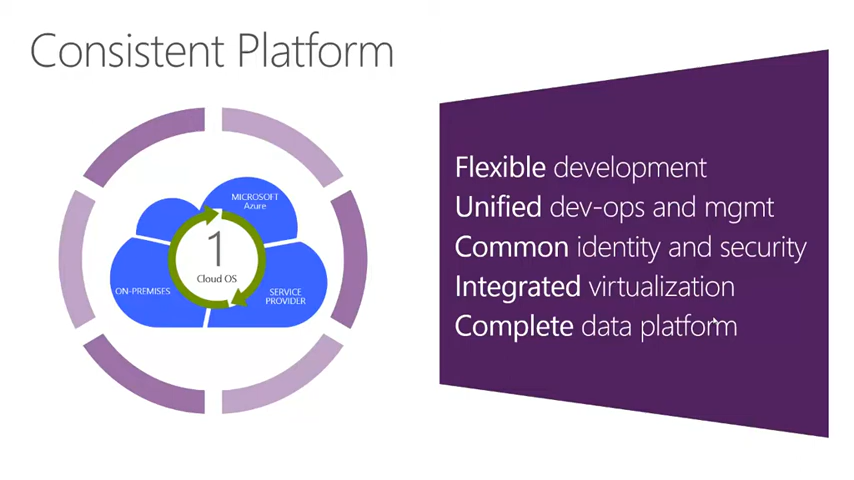 Consistent Platform
MICROSOFT
Azure
1
Cloud OS
ON-PREMISES
SERVICE
PROVIDER
Flexible development
Unified dev-ops and mgmt
Common identity and security
Integrated virtualization
Complete data platform